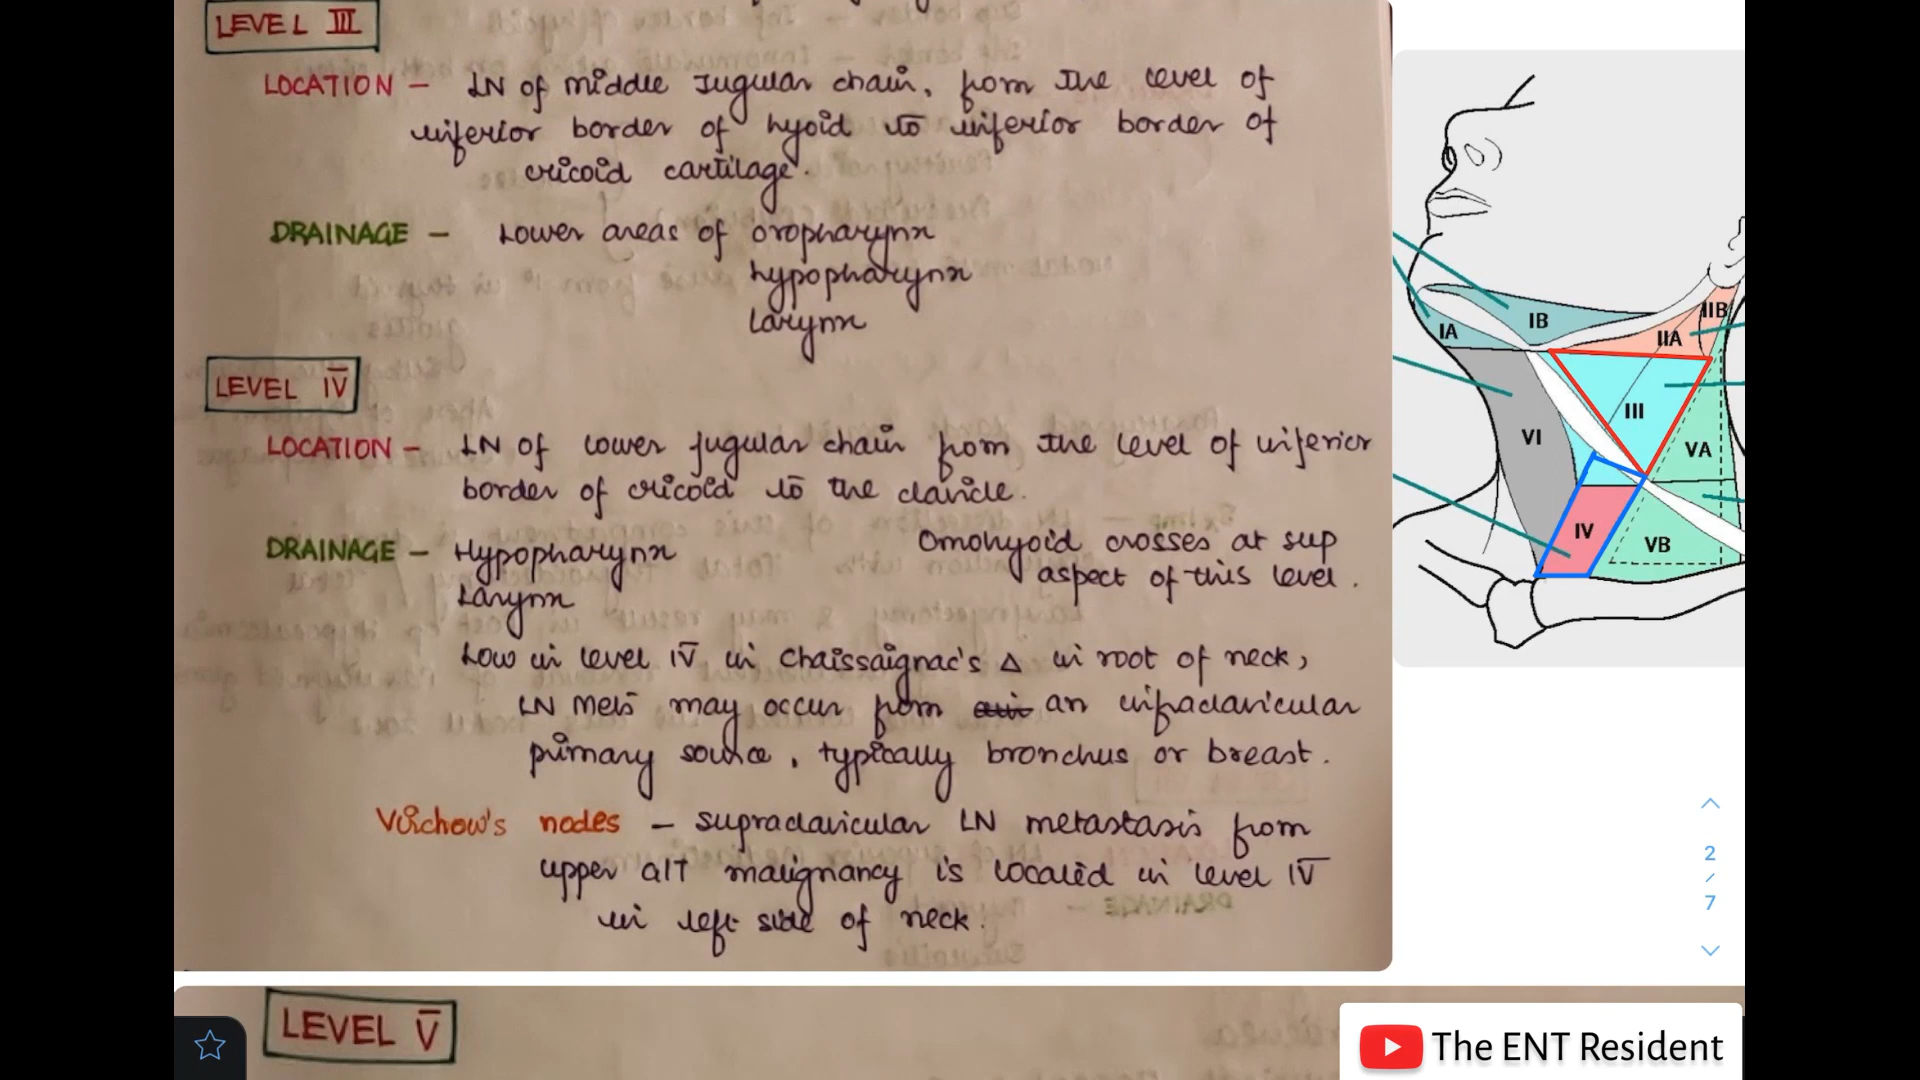 LEVEL III
LOCATION - LN of middle Jugular chain, from the level of
inferior border of hyoid to inferior border of
cricoid cartilage.
DRAINAGE - Lower areas of oropharynx
hypopharynx
Larynx
LEVEL IV
LOCATION - LN of lower jugular chain from the level of inferior
border of cricoid to the clavicle.
DRAINAGE - Hypopharynx
Larynx
Omohyoid crosses at sup
aspect of this level.
Low in level IV in Chaissaignac's Δ in root of neck,
LN mets may occur from an infraclavicular
primary source, typically bronchus or breast.
Virchow's nodes - supraclavicular LN metastasis from
upper GIT malignancy is located in level IV
in left side of neck.
LEVEL V
IA
IB
IIA
IIB
III
VI
VA
IV
VB
2
/
7
The ENT Resident